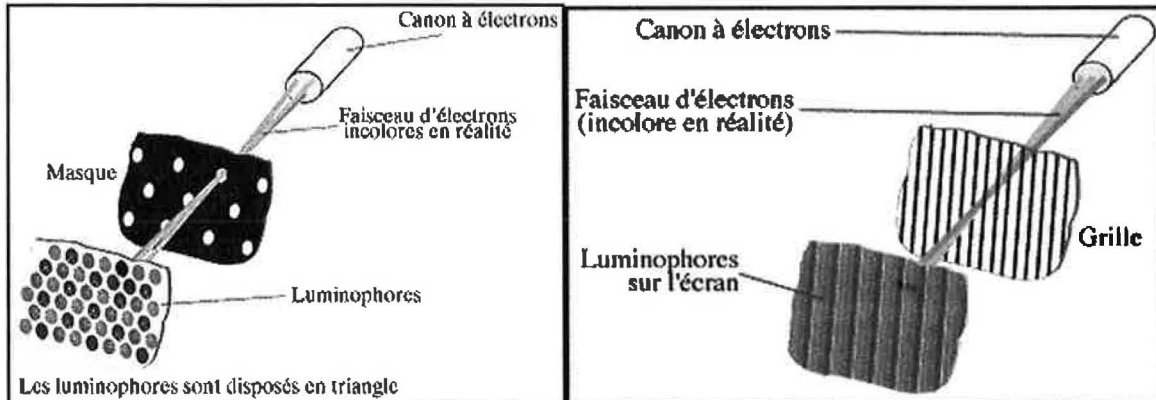 Canon à électrons
Faisceau d'électrons
incolores en réalité
Masque
Luminophores
Les luminophores sont disposés en triangle
Canon à électrons
Faisceau d'électrons
(incolore en réalité)
Grille
Luminophores
sur l'écran